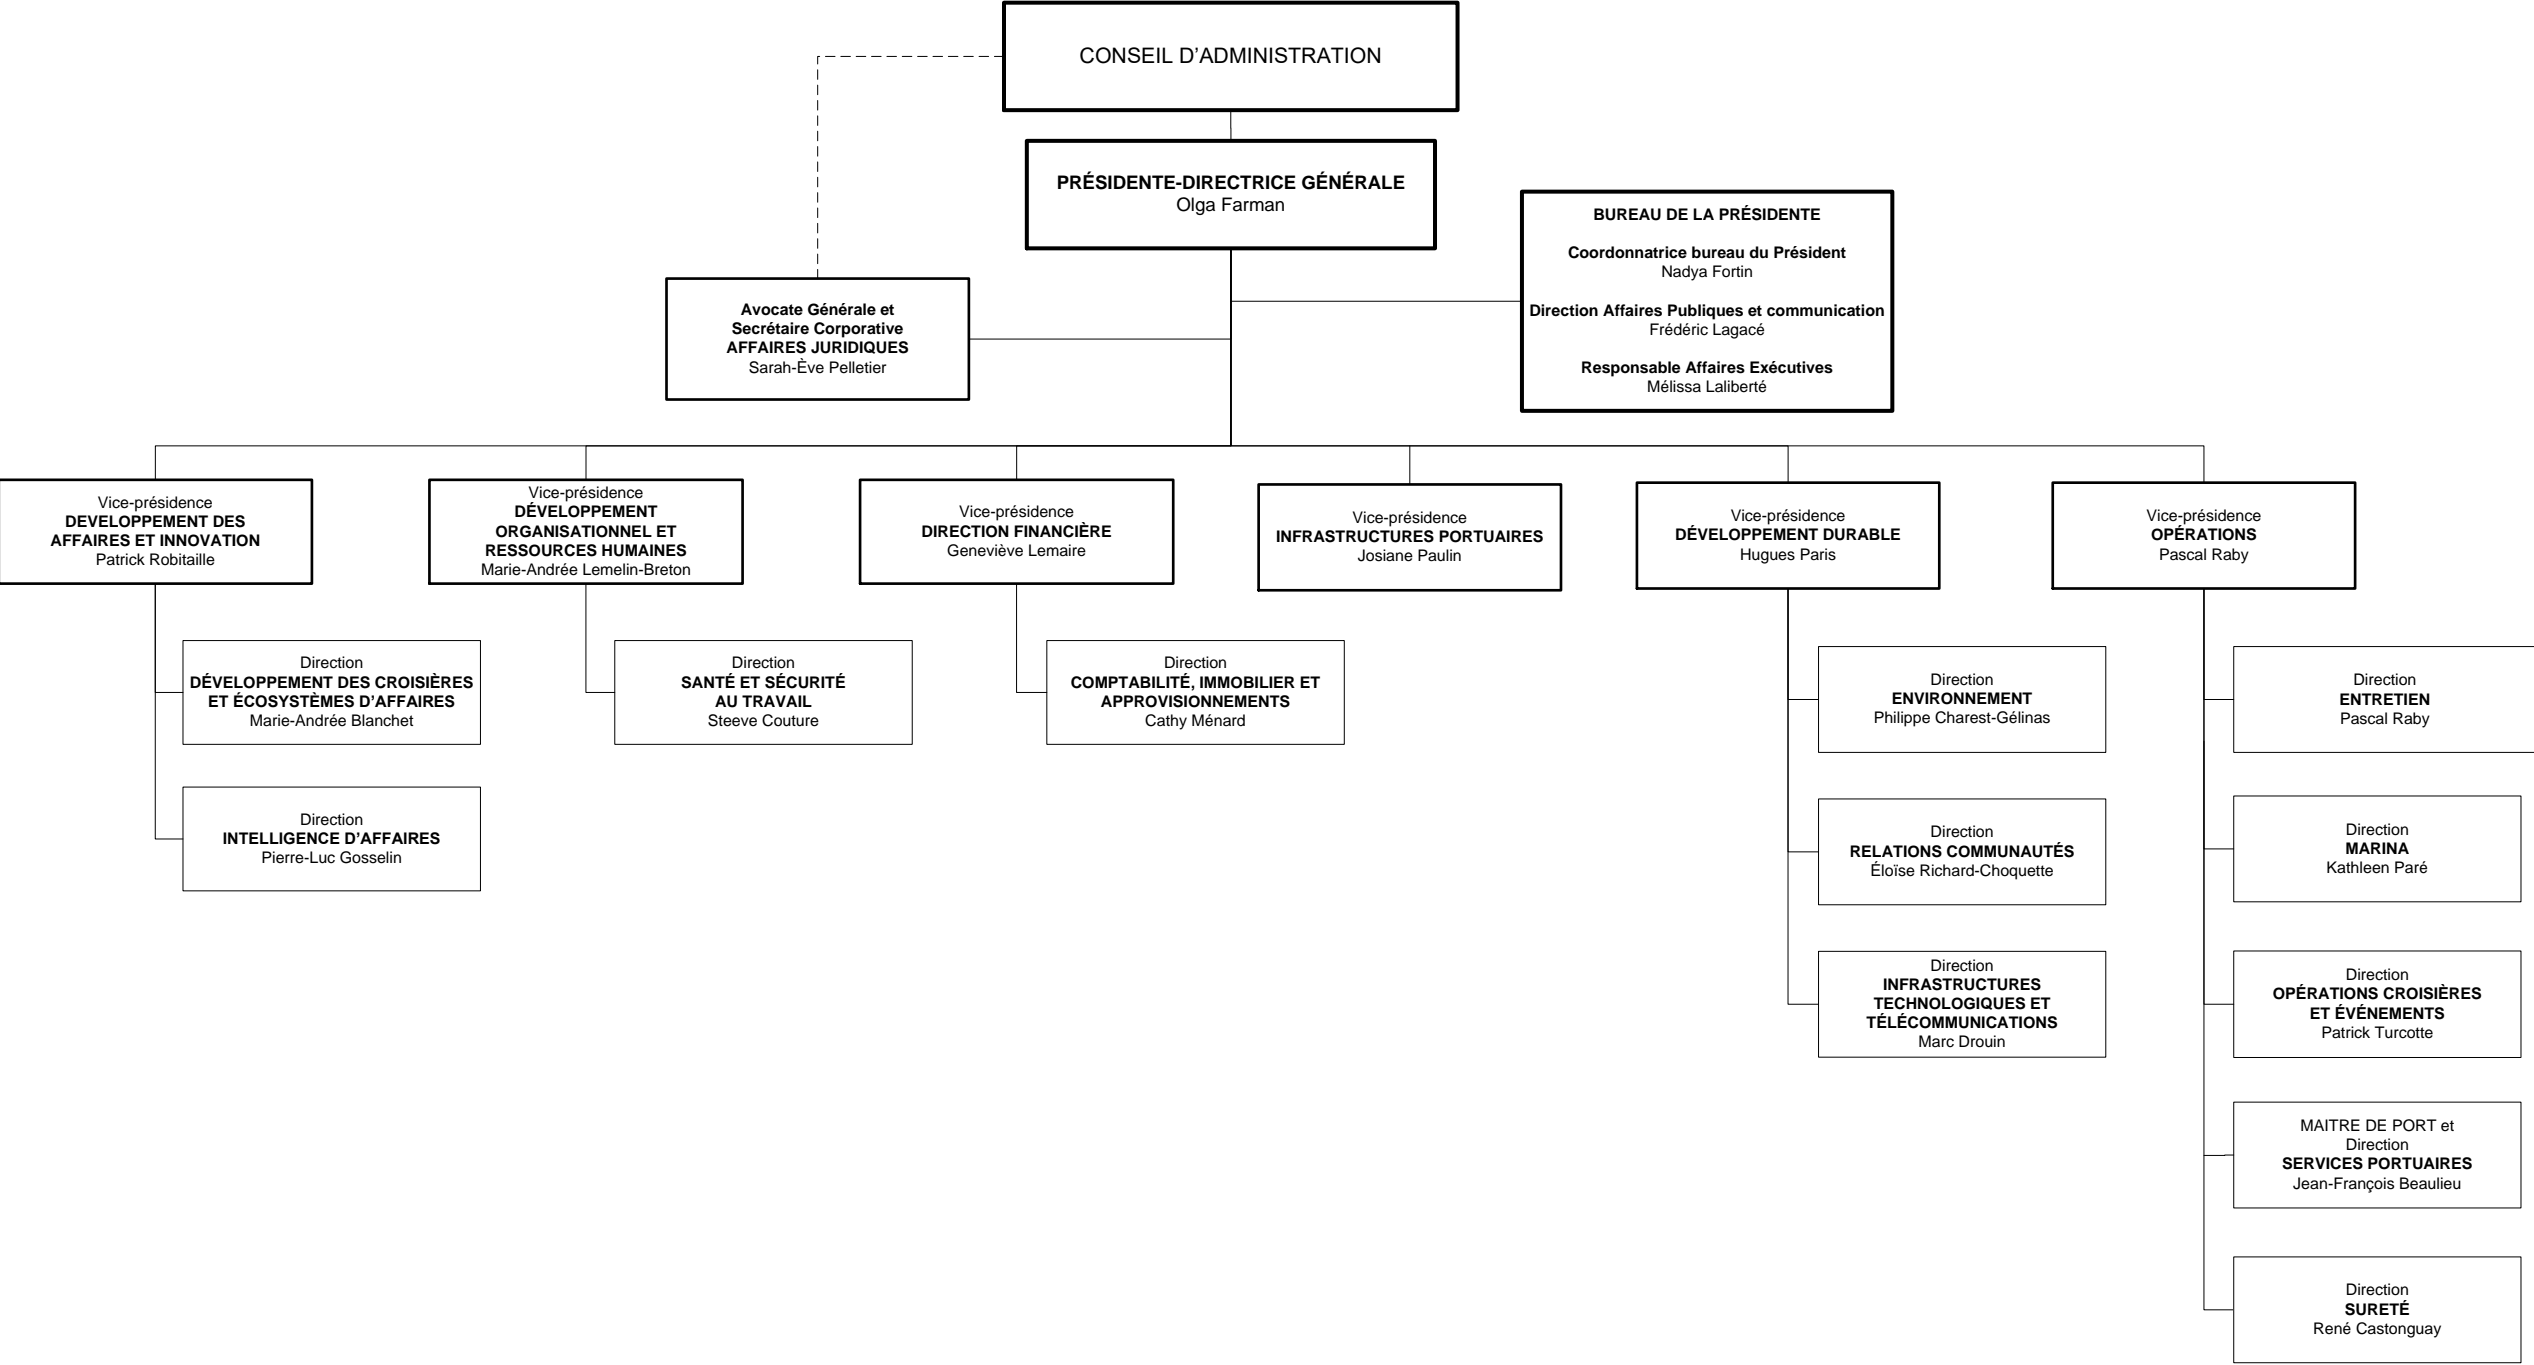 CONSEIL D’ADMINISTRATION
PRÉSIDENTE-DIRECTRICE GÉNÉRALE
Olga Farman
BUREAU DE LA PRÉSIDENTE
Coordonnatrice bureau du Président
Nadya Fortin
Direction Affaires Publiques et communication
Frédéric Lagacé
Responsable Affaires Exécutives
Mélissa Laliberté
Avocate Générale et
Secrétaire Corporative
AFFAIRES JURIDIQUES
Sarah-Ève Pelletier
Vice-présidence
DEVELOPPEMENT DES
AFFAIRES ET INNOVATION
Patrick Robitaille
Vice-présidence
DÉVELOPPEMENT
ORGANISATIONNEL ET
RESSOURCES HUMAINES
Marie-Andrée Lemelin-Breton
Vice-présidence
DIRECTION FINANCIÈRE
Geneviève Lemaire
Vice-présidence
INFRASTRUCTURES PORTUAIRES
Josiane Paulin
Vice-présidence
DÉVELOPPEMENT DURABLE
Hugues Paris
Vice-présidence
OPÉRATIONS
Pascal Raby
Direction
DÉVELOPPEMENT DES CROISIÈRES
ET ÉCOSYSTÈMES D’AFFAIRES
Marie-Andrée Blanchet
Direction
SANTÉ ET SÉCURITÉ
AU TRAVAIL
Steeve Couture
Direction
COMPTABILITÉ, IMMOBILIER ET
APPROVISIONNEMENTS
Cathy Ménard
Direction
ENVIRONNEMENT
Philippe Charest-Gélinas
Direction
ENTRETIEN
Pascal Raby
Direction
INTELLIGENCE D’AFFAIRES
Pierre-Luc Gosselin
Direction
RELATIONS COMMUNAUTÉS
Éloïse Richard-Choquette
Direction
MARINA
Kathleen Paré
Direction
INFRASTRUCTURES
TECHNOLOGIQUES ET
TÉLÉCOMMUNICATIONS
Marc Drouin
Direction
OPÉRATIONS CROISIÈRES
ET ÉVÉNEMENTS
Patrick Turcotte
MAITRE DE PORT et
Direction
SERVICES PORTUAIRES
Jean-François Beaulieu
Direction
SURETÉ
René Castonguay